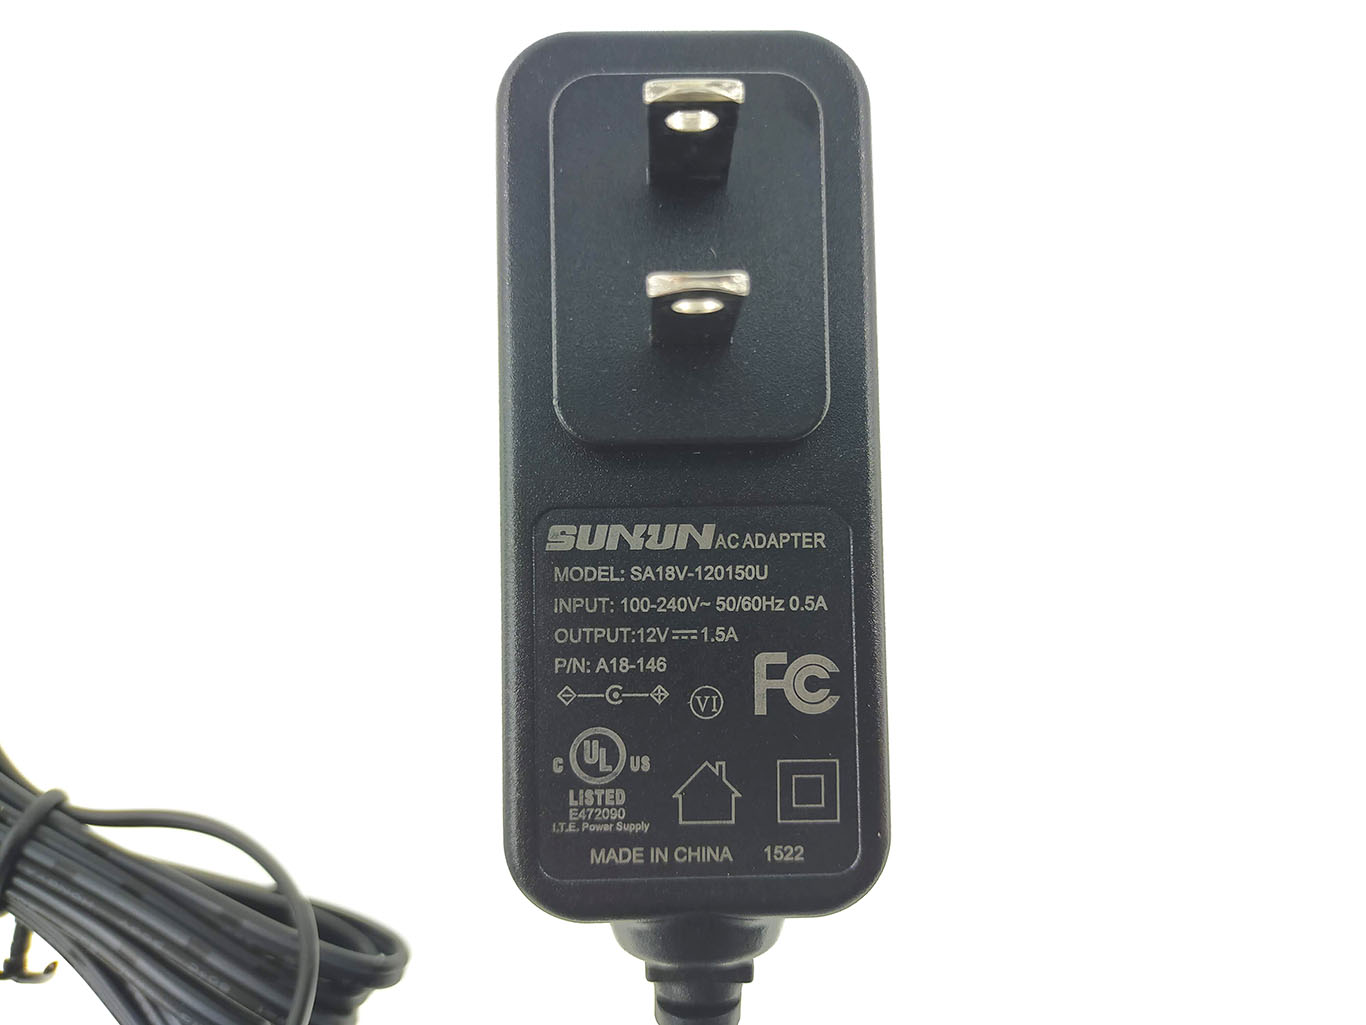 SUNUN AC ADAPTER
MODEL: SA18V-120150U
INPUT: 100-240V~ 50/60Hz 0.5A
OUTPUT:12V⎓1.5A
P/N: A18-146
VI
FC
C UL US
LISTED
E472090
I.T.E. Power Supply
MADE IN CHINA 1522